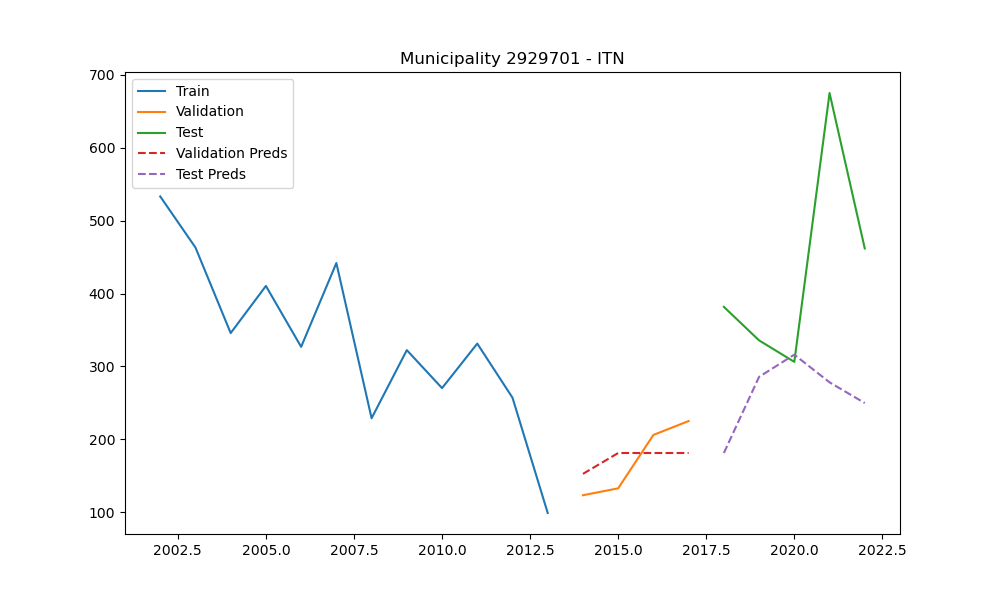 Municipality 2929701 - ITN
700
600
500
400
300
200
100
Train
Validation
Test
Validation Preds
Test Preds
2002.5 2005.0 2007.5 2010.0 2012.5 2015.0 2017.5 2020.0 2022.5